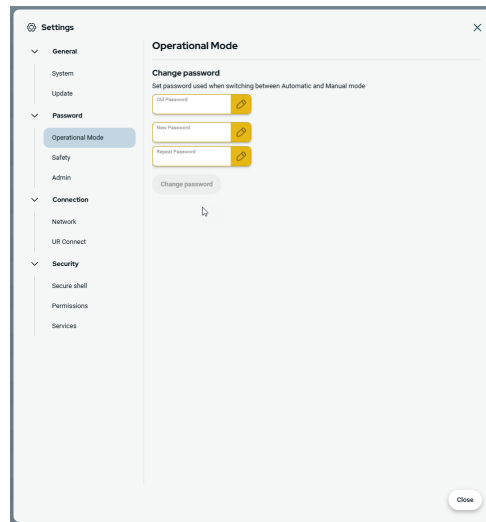 Settings
General
System
Update
Password
Operational Mode
Safety
Admin
Connection
Network
UR Connect
Security
Secure shell
Permissions
Services
Operational Mode
Change password
Set password used when switching between Automatic and Manual mode
Old Password
New Password
Repeat Password
Change password
Close